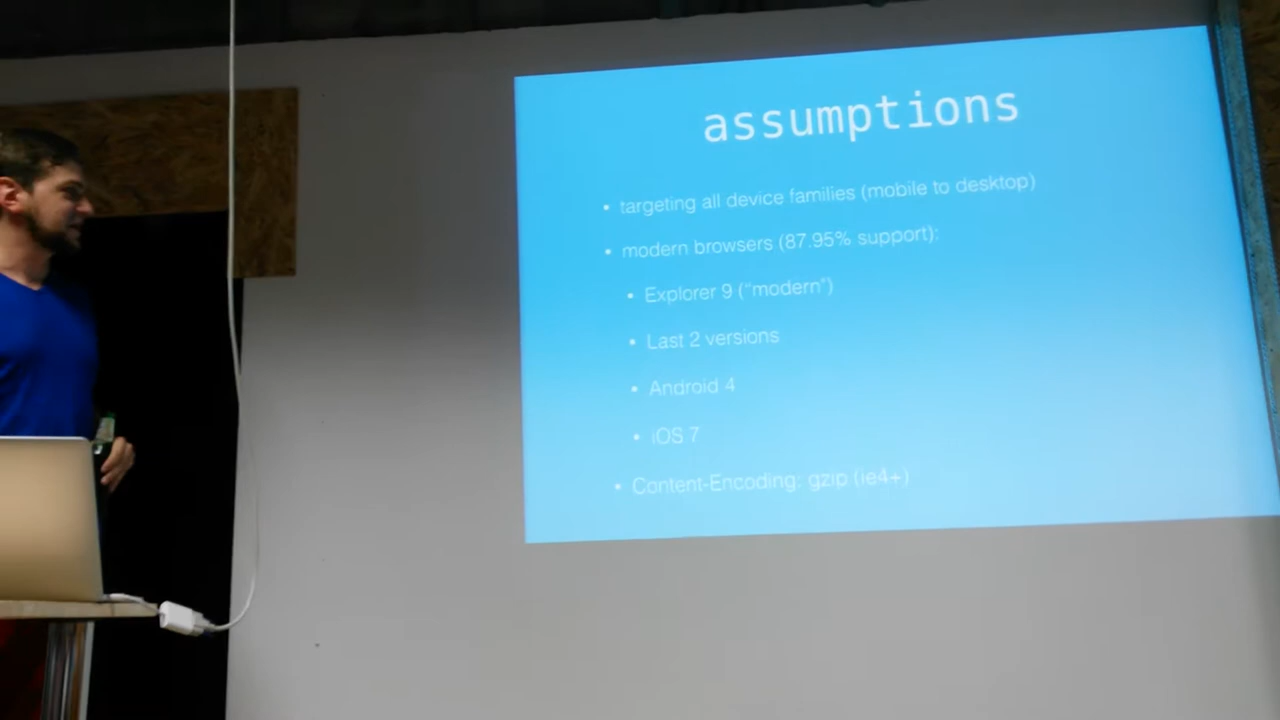 assumptions
• targeting all device families (mobile to desktop)
• modern browsers (87.95% support):
• Explorer 9 ("modern")
• Last 2 versions
• Android 4
• iOS 7
• Content-Encoding: gzip (ie4+)